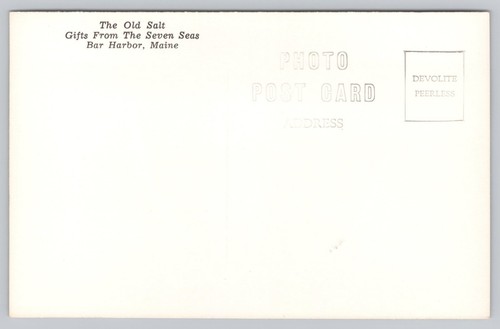 The Old Salt
Gifts From The Seven Seas
Bar Harbor, Maine
PHOTO
POST CARD
ADDRESS
DEVOLITE
PEERLESS